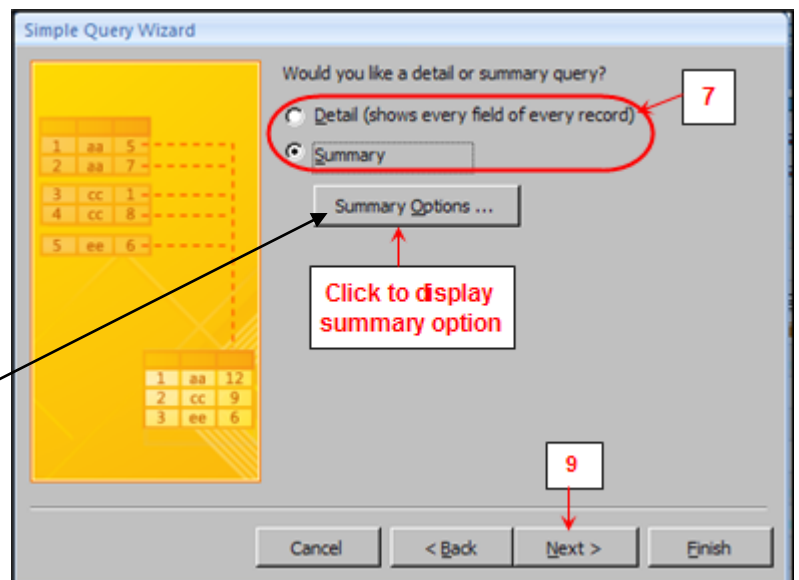 Simple Query Wizard
Would you like a detail or summary query?
7
Detail (shows every field of every record)
Summary
Summary Options ...
Click to display
summary option
1 aa 5
2 aa 7
3 cc 1
4 cc 8
5 ee 6
1 aa 12
2 cc 9
3 ee 6
9
Cancel
< Back
Next >
Finish